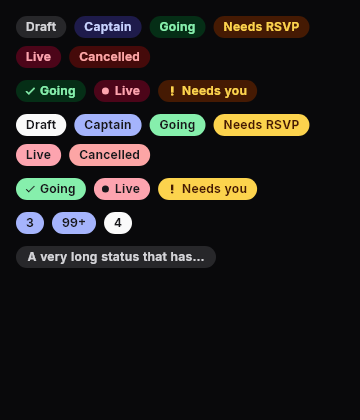 Draft Captain Going Needs RSVP
Live Cancelled
Going Live Needs you
Draft Captain Going Needs RSVP
Live Cancelled
Going Live Needs you
3 99+ 4
A very long status that has…